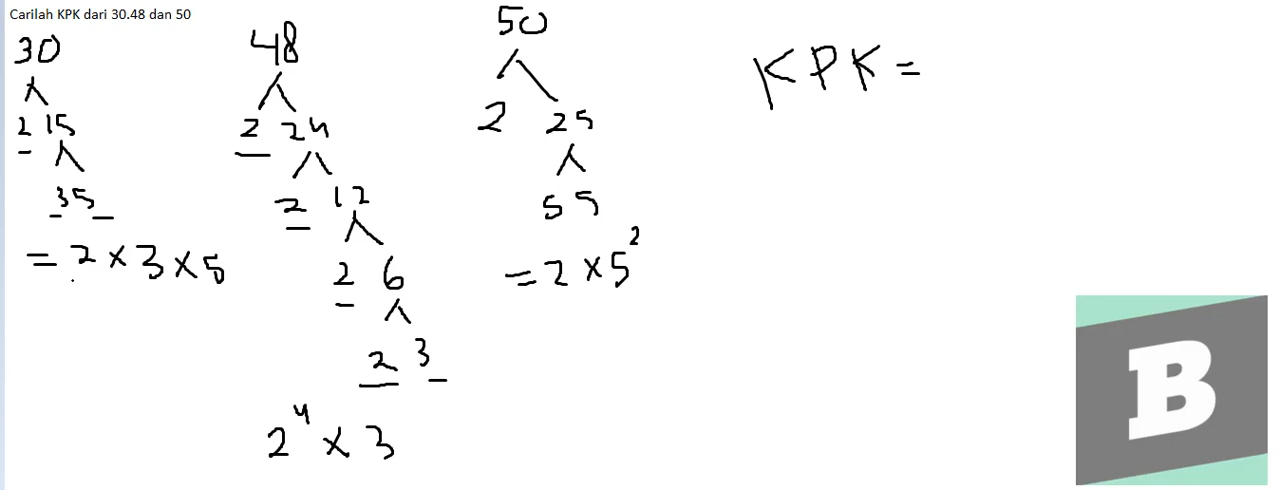 Carilah KPK dari 30.48 dan 50
30
2 15
3 5
= 2 × 3 × 5
48
2 24
2 12
2 6
2 3
2⁴ × 3
50
2 25
5 5
= 2 × 5²
KPK =
B